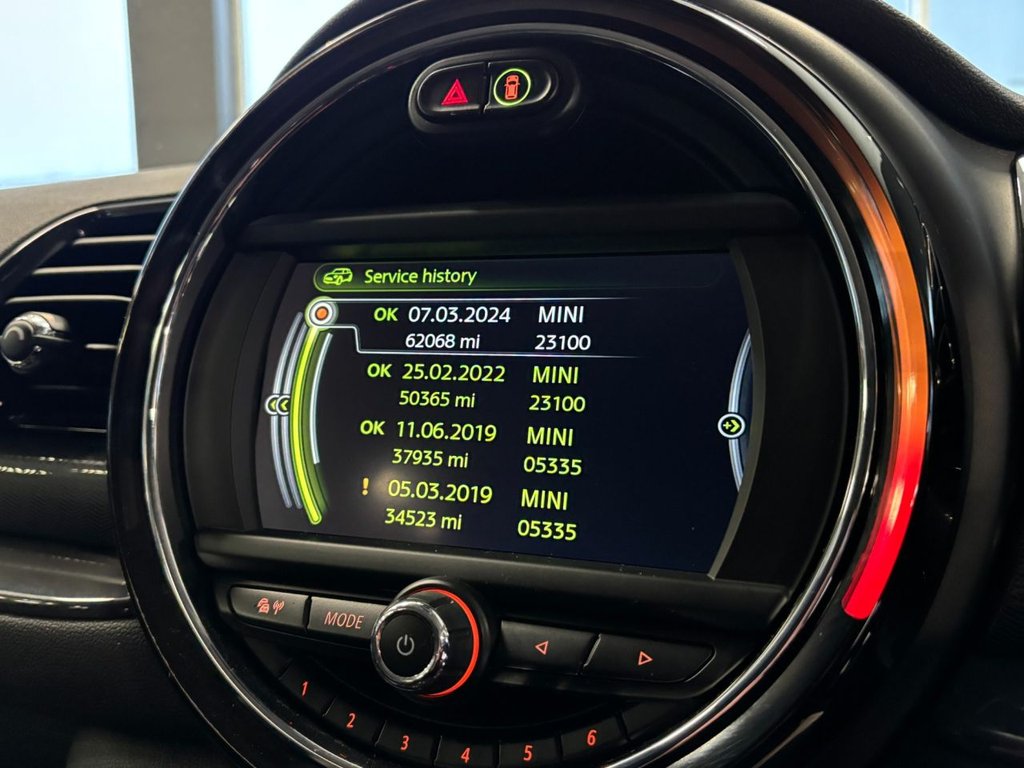 Service history
OK 07.03.2024 MINI
62068 mi 23100
OK 25.02.2022 MINI
50365 mi 23100
OK 11.06.2019 MINI
37935 mi 05335
! 05.03.2019 MINI
34523 mi 05335
MODE
1 2 3 4 5 6